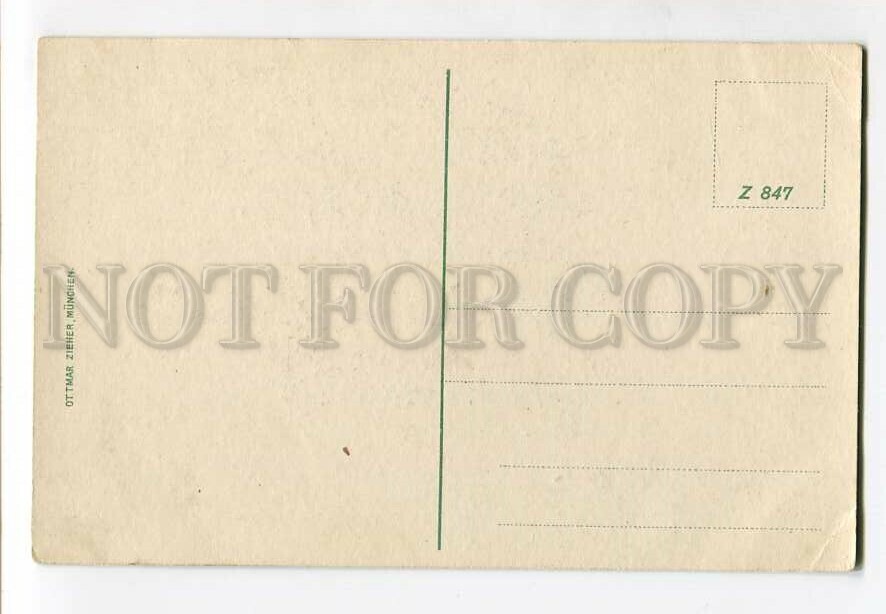 Z 847
NOT FOR COPY
OTTMAR ZIEHER, MÜNCHEN.